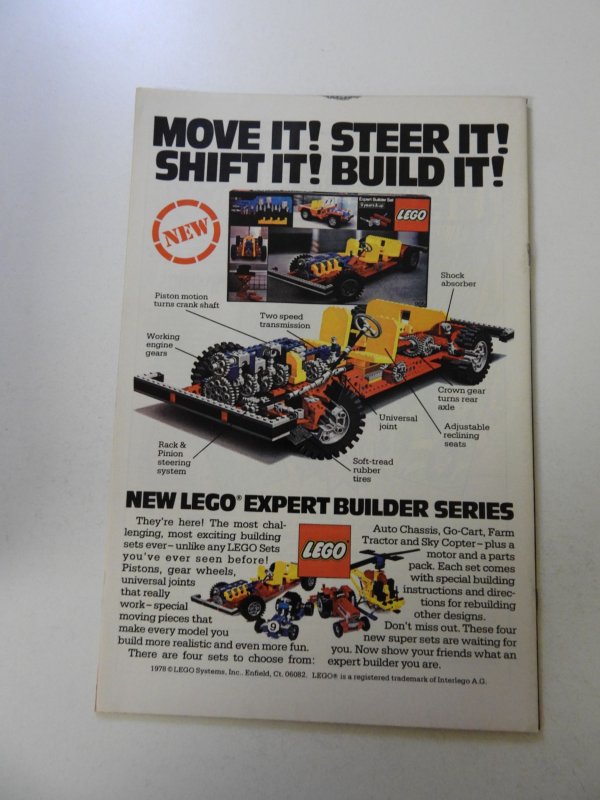 MOVE IT! STEER IT!
SHIFT IT! BUILD IT!
NEW
Expert Builder Set
9 years & up
LEGO
Shock
absorber
Piston motion
turns crank shaft
Two speed
transmission
Working
engine
gears
Crown gear
turns rear
axle
Universal
joint
Adjustable
reclining
seats
Rack &
Pinion
steering
system
Soft-tread
rubber
tires
NEW LEGO® EXPERT BUILDER SERIES
They're here! The most chal-
lenging, most exciting building
sets ever – unlike any LEGO Sets
you've ever seen before!
Pistons, gear wheels,
universal joints
that really
work – special
moving pieces that
make every model you
build more realistic and even more fun.
There are four sets to choose from:
LEGO
9
Auto Chassis, Go-Cart, Farm
Tractor and Sky Copter – plus a
motor and a parts
pack. Each set comes
with special building
instructions and direc-
tions for rebuilding
other designs.
Don't miss out. These four
new super sets are waiting for
you. Now show your friends what an
expert builder you are.
1978 © LEGO Systems, Inc., Enfield, Ct. 06082. LEGO® is a registered trademark of Interlego A.G.